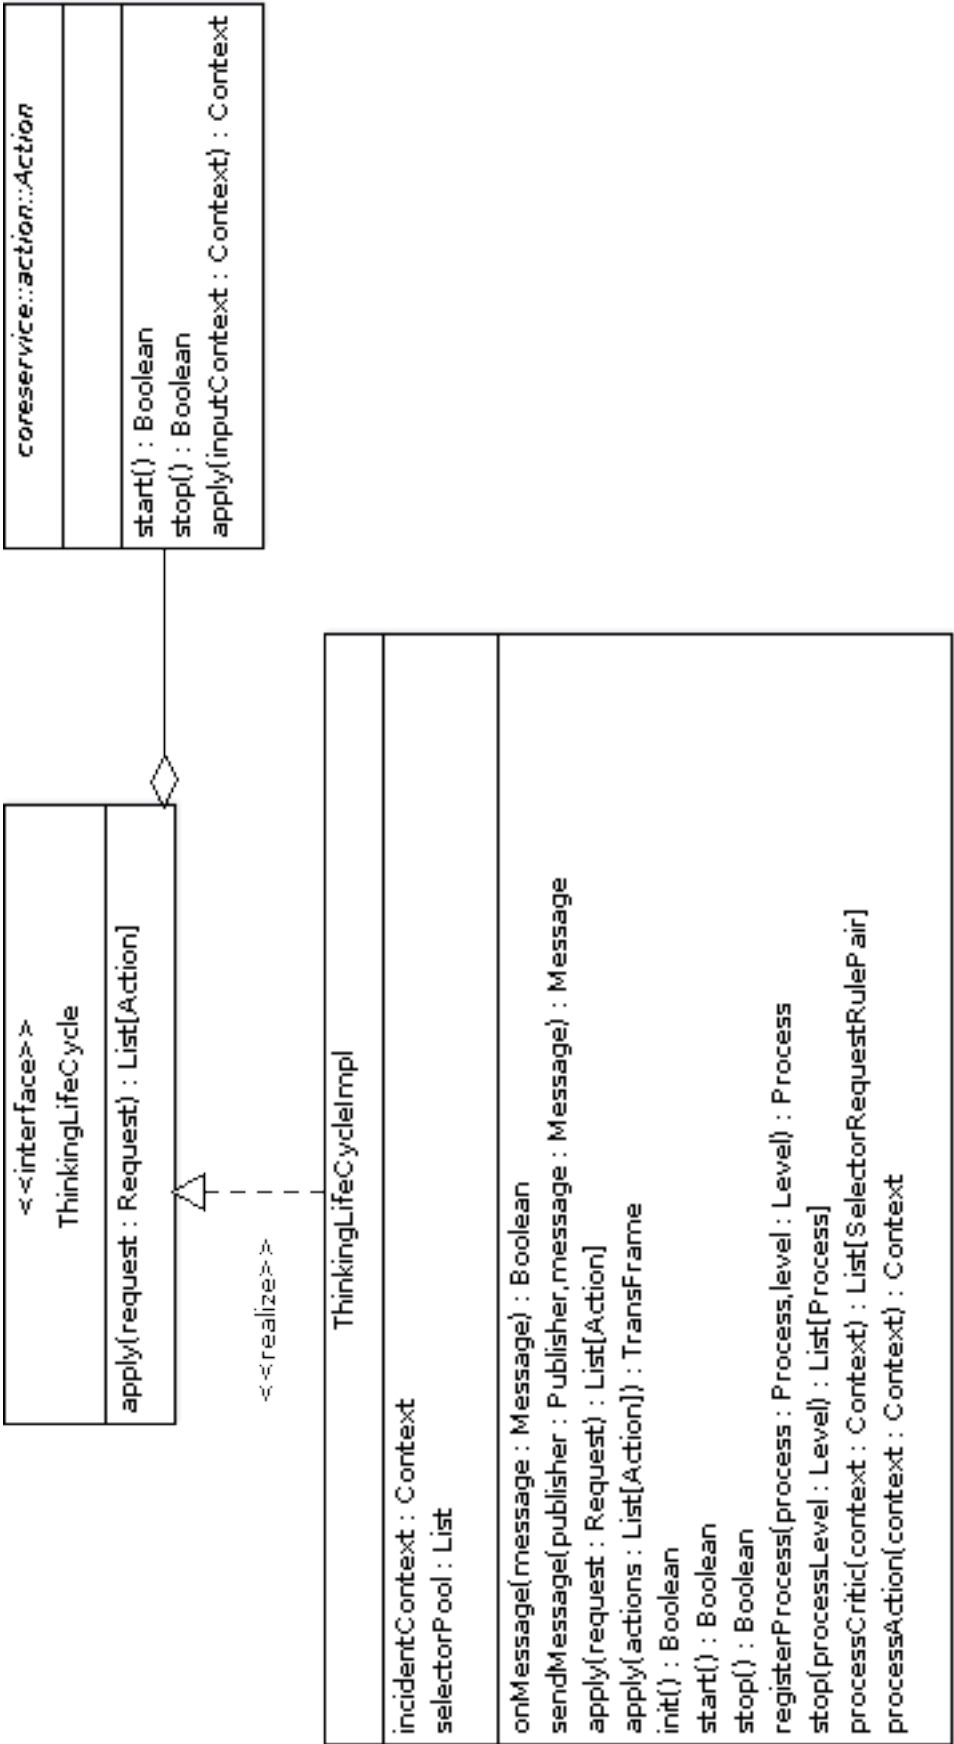 <<interface>>
ThinkingLifeCycle
apply(request : Request) : List[Action]
coreservice::action::Action
start() : Boolean
stop() : Boolean
apply(inputContext : Context) : Context
<<realize>>
ThinkingLifeCycleImpl
incidentContext : Context
selectorPool : List
onMessage(message : Message) : Boolean
sendMessage(publisher : Publisher,message : Message) : Message
apply(request : Request) : List[Action]
apply(actions : List[Action]) : TransFrame
init() : Boolean
start() : Boolean
stop() : Boolean
registerProcess(process : Process,level : Level) : Process
stop(processLevel : Level) : List[Process]
processCritic(context : Context) : List[SelectorRequestRulePair]
processAction(context : Context) : Context